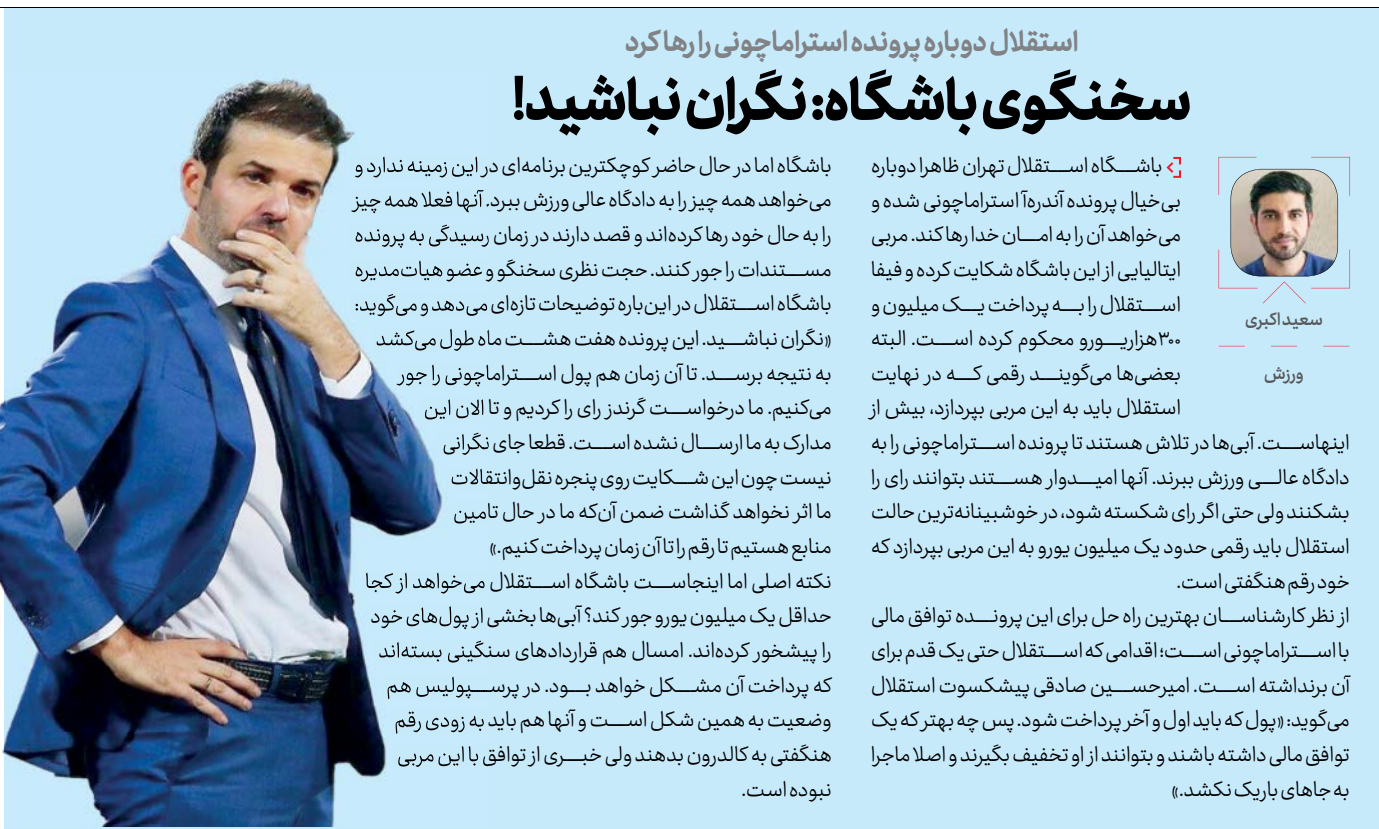 استقلال دوباره پرونده استراماچونی را رها کرد
سخنگوی باشگاه: نگران نباشید!
سعید اکبری
ورزش
باشگاه استقلال تهران ظاهرا دوباره
بی‌خیال پرونده آندره‌آ استراماچونی شده و
می‌خواهد آن را به امان خدا رها کند. مربی
ایتالیایی از این باشگاه شکایت کرده و فیفا
استقلال را به پرداخت یک میلیون و
۳۰۰هزار یورو محکوم کرده است. البته
بعضی‌ها می‌گویند رقمی که در نهایت
استقلال باید به این مربی بپردازد، بیش از
اینهاست. آبی‌ها در تلاش هستند تا پرونده استراماچونی را به
دادگاه عالی ورزش ببرند. آنها امیدوار هستند بتوانند رای را
بشکنند ولی حتی اگر رای شکسته شود، در خوشبینانه‌ترین حالت
استقلال باید رقمی حدود یک میلیون یورو به این مربی بپردازد که
خود رقم هنگفتی است.
از نظر کارشناسان بهترین راه حل برای این پرونده توافق مالی
با استراماچونی است؛ اقدامی که استقلال حتی یک قدم برای
آن برنداشته است. امیرحسین صادقی پیشکسوت استقلال
می‌گوید: «پول که باید اول و آخر پرداخت شود. پس چه بهتر که یک
توافق مالی داشته باشند و بتوانند از او تخفیف بگیرند و اصلا ماجرا
به جاهای باریک نکشد.»
باشگاه اما در حال حاضر کوچکترین برنامه‌ای در این زمینه ندارد و
می‌خواهد همه چیز را به دادگاه عالی ورزش ببرد. آنها فعلا همه چیز
را به حال خود رها کرده‌اند و قصد دارند در زمان رسیدگی به پرونده
مستندات را جور کنند. حجت نظری سخنگو و عضو هیات‌مدیره
باشگاه استقلال در این‌باره توضیحات تازه‌ای می‌دهد و می‌گوید:
«نگران نباشید. این پرونده هفت هشت ماه طول می‌کشد
به نتیجه برسد. تا آن زمان هم پول استراماچونی را جور
می‌کنیم. ما درخواست گرندز رای را کردیم و تا الان این
مدارک به ما ارسال نشده است. قطعا جای نگرانی
نیست چون این شکایت روی پنجره نقل‌وانتقالات
ما اثر نخواهد گذاشت ضمن آن‌که ما در حال تامین
منابع هستیم تا رقم را تا آن زمان پرداخت کنیم.»
نکته اصلی اما اینجاست باشگاه استقلال می‌خواهد از کجا
حداقل یک میلیون یورو جور کند؟ آبی‌ها بخشی از پول‌های خود
را پیشخور کرده‌اند. امسال هم قراردادهای سنگینی بسته‌اند
که پرداخت آن مشکل خواهد بود. در پرسپولیس هم
وضعیت به همین شکل است و آنها هم باید به زودی رقم
هنگفتی به کالدرون بدهند ولی خبری از توافق با این مربی
نبوده است.